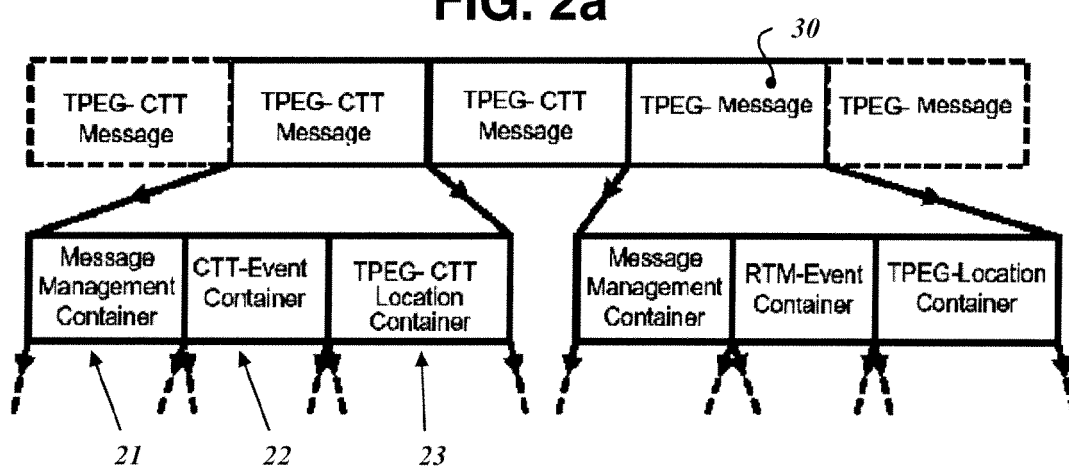 FIG. 2a
30
TPEG- CTT
Message
TPEG- CTT
Message
TPEG- CTT
Message
TPEG- Message
TPEG- Message
Message
Management
Container
CTT-Event
Container
TPEG- CTT
Location
Container
Message
Management
Container
RTM-Event
Container
TPEG-Location
Container
21
22
23